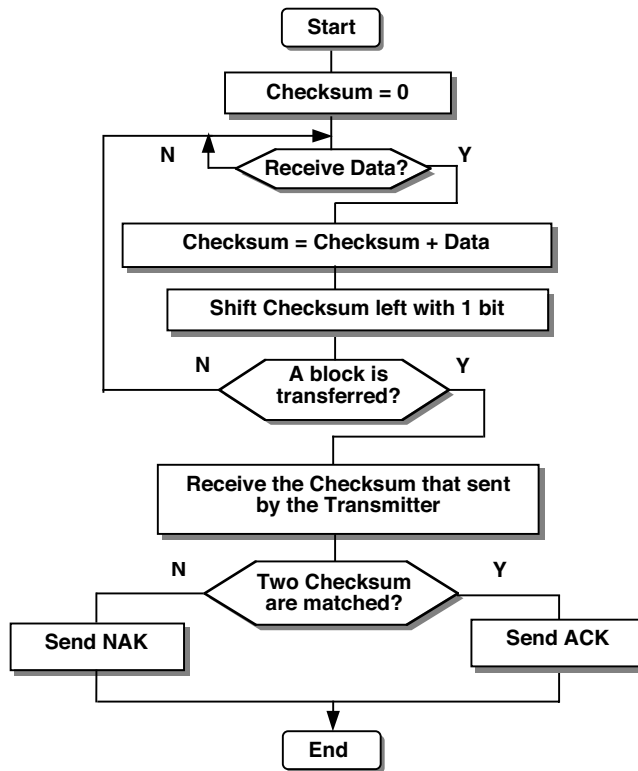 Start
Checksum = 0
N
Receive Data?
Y
Checksum = Checksum + Data
Shift Checksum left with 1 bit
N
A block is
transferred?
Y
Receive the Checksum that sent
by the Transmitter
N
Two Checksum
are matched?
Y
Send NAK
Send ACK
End